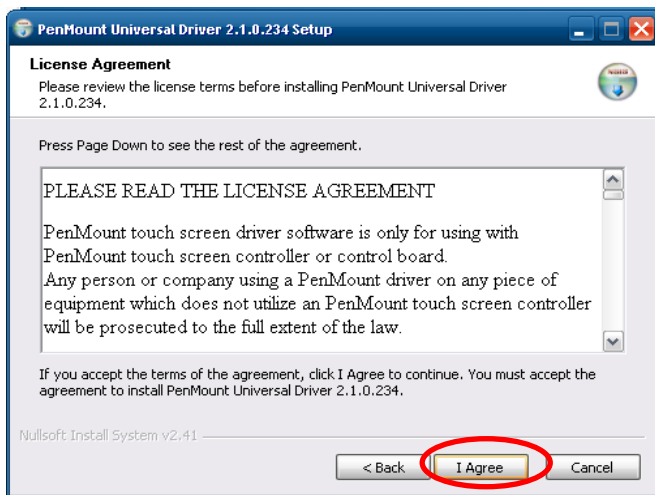 PenMount Universal Driver 2.1.0.234 Setup
License Agreement
Please review the license terms before installing PenMount Universal Driver
2.1.0.234.
Press Page Down to see the rest of the agreement.
PLEASE READ THE LICENSE AGREEMENT
PenMount touch screen driver software is only for using with
PenMount touch screen controller or control board.
Any person or company using a PenMount driver on any piece of
equipment which does not utilize an PenMount touch screen controller
will be prosecuted to the full extent of the law.
If you accept the terms of the agreement, click I Agree to continue. You must accept the
agreement to install PenMount Universal Driver 2.1.0.234.
Nullsoft Install System v2.41
< Back I Agree Cancel